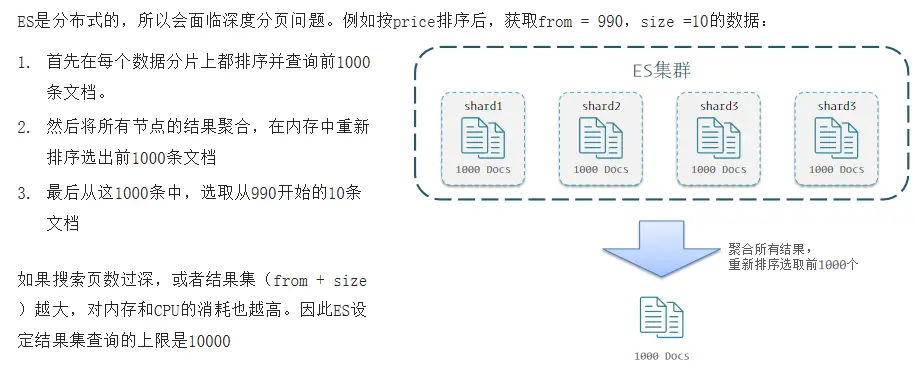 ES是分布式的，所以会面临深度分页问题。例如按price排序后，获取from = 990，size =10的数据：
1. 首先在每个数据分片上都排序并查询前1000
条文档。
2. 然后将所有节点的结果聚合，在内存中重新
排序选出前1000条文档
3. 最后从这1000条中，选取从990开始的10条
文档
如果搜索页数过深，或者结果集（from + size
）越大，对内存和CPU的消耗也越高。因此ES设
定结果集查询的上限是10000
ES集群
shard1
1000 Docs
shard2
1000 Docs
shard3
1000 Docs
shard3
1000 Docs
聚合所有结果，
重新排序选取前1000个
1000 Docs